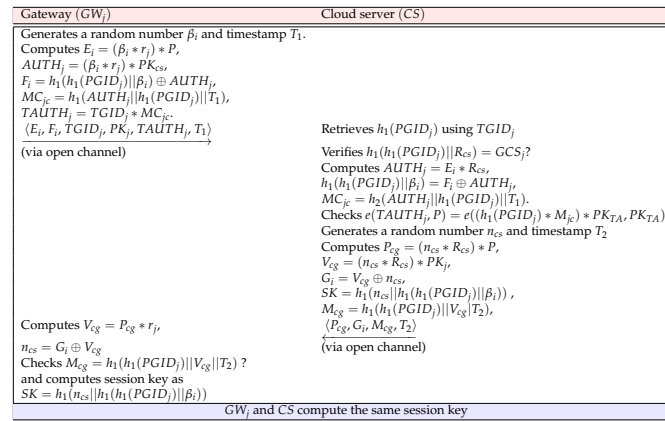 Gateway (GW_j) Cloud server (CS)
Generates a random number β_i and timestamp T_1.
Computes E_i = (β_i * r_j) * P,
AUTH_j = (β_i * r_j) * PK_cs,
F_i = h_1(h_1(PGID_j)||β_i) ⊕ AUTH_j,
MC_jc = h_1(AUTH_j||h_1(PGID_j)||T_1),
TAUTH_j = TGID_j * MC_jc.
⟨E_i, F_i, TGID_j, PK_j, TAUTH_j, T_1⟩
(via open channel)
Retrieves h_1(PGID_j) using TGID_j
Verifies h_1(h_1(PGID_j)||R_cs) = GCS_j?
Computes AUTH_j = E_i * R_cs,
h_1(h_1(PGID_j)||β_i) = F_i ⊕ AUTH_j,
MC_jc = h_2(AUTH_j||h_1(PGID_j)||T_1).
Checks e(TAUTH_j, P) = e((h_1(PGID_j) * M_jc) * PK_TA, PK_TA)
Generates a random number n_cs and timestamp T_2
Computes P_cg = (n_cs * R_cs) * P,
V_cg = (n_cs * R_cs) * PK_j,
G_i = V_cg ⊕ n_cs,
SK = h_1(n_cs||h_1(h_1(PGID_j)||β_i)) ,
M_cg = h_1(h_1(PGID_j)||V_cg|T_2),
⟨P_cg, G_i, M_cg, T_2⟩
(via open channel)
Computes V_cg = P_cg * r_j,
n_cs = G_i ⊕ V_cg
Checks M_cg = h_1(h_1(PGID_j)||V_cg||T_2) ?
and computes session key as
SK = h_1(n_cs||h_1(h_1(PGID_j)||β_i))
GW_j and CS compute the same session key